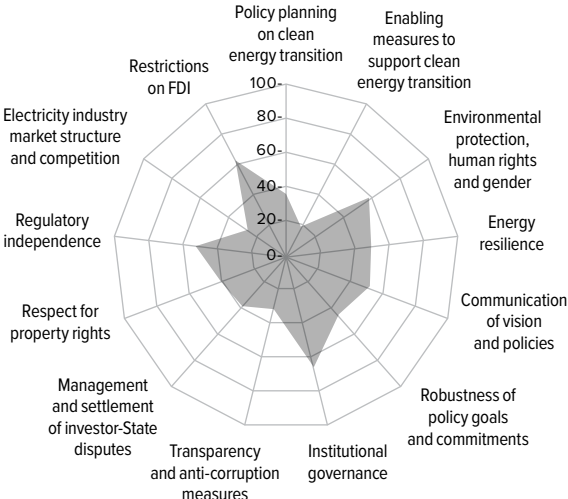 Policy planning
on clean
energy transition
Enabling
measures to
support clean
energy transition
Environmental
protection,
human rights
and gender
Energy
resilience
Communication
of vision
and policies
Robustness of
policy goals
and commitments
Institutional
governance
Transparency
and anti-corruption
measures
Management
and settlement
of investor-State
disputes
Respect for
property rights
Regulatory
independence
Electricity industry
market structure
and competition
Restrictions
on FDI
100
80
60
40
20
0